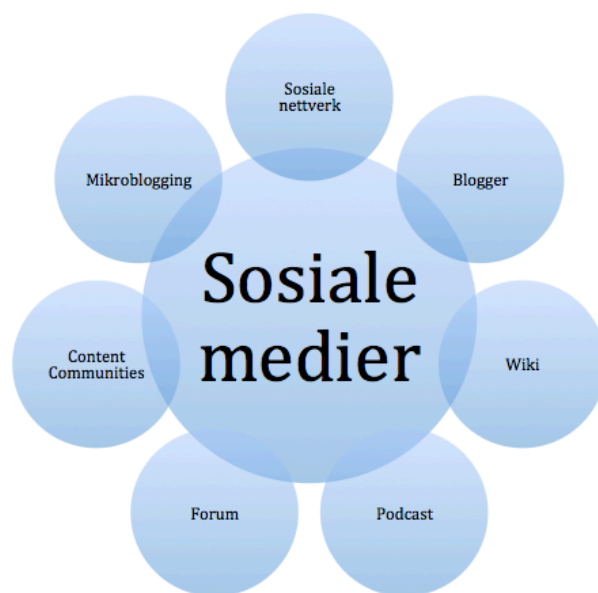 Sosiale
nettverk
Mikroblogging
Blogger
Sosiale
medier
Content
Communities
Wiki
Forum
Podcast